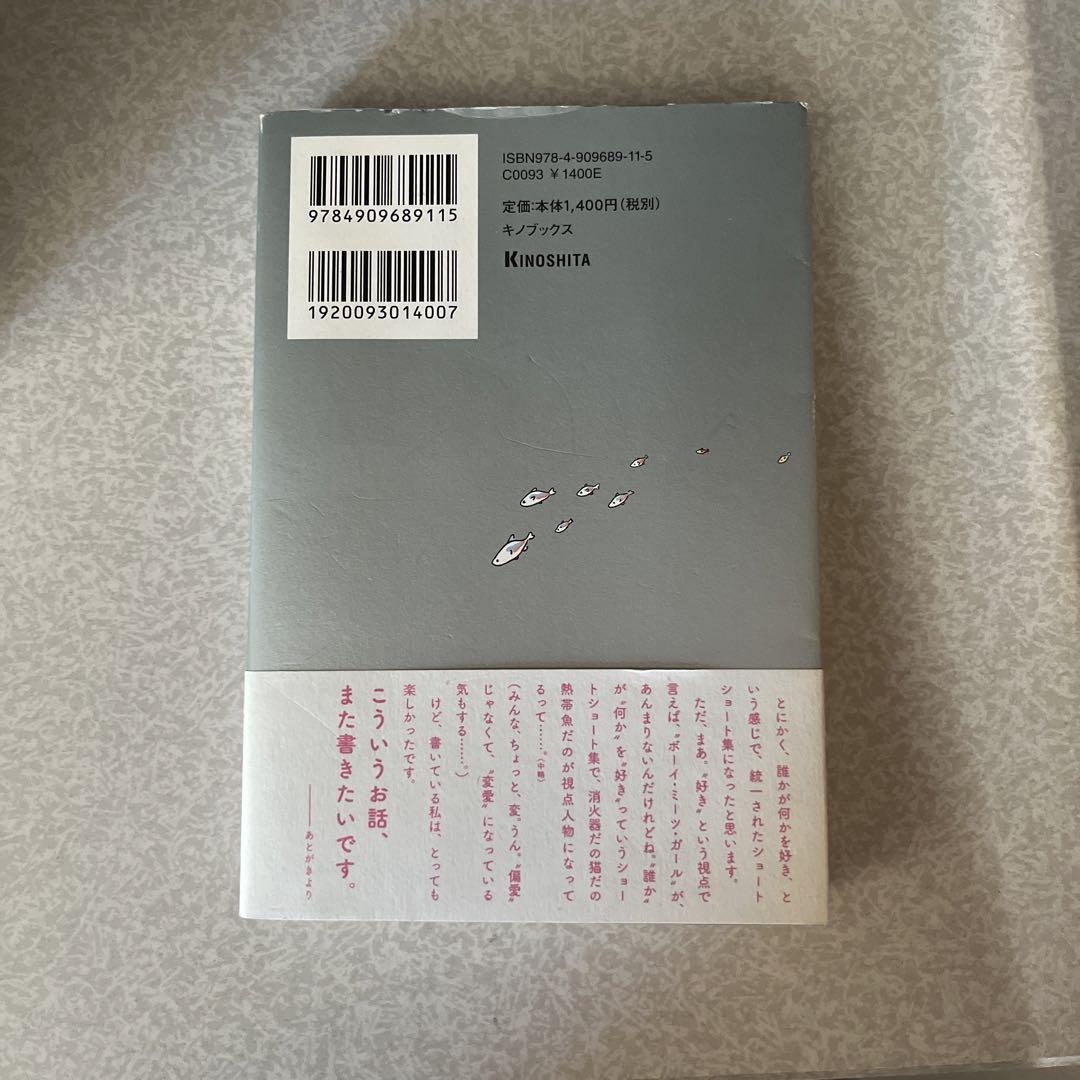 9784909689115
1920093014007
ISBN978-4-909689-11-5
C0093 ¥1400E
定価:本体1,400円(税別)
キノブックス
KINOSHITA
とにかく、誰かが何かを好き、と
いう感じで、統一されたショート
ショート集になったと思います。
ただ、まあ。〝好き〟という視点で
言えば、〝ボーイ・ミーツ・ガール〟が、
あんまりないんだけれどね。〝誰か〟
が〝何か〟を〝好き〟っていうショー
トショート集で、消火器だの猫だの
熱帯魚だのが視点人物になって
るって……。(中略)
(みんな、ちょっと、変。うん。〝偏愛〟
じゃなくて、〝変愛〟になっている
気もする……。)
けど、書いている私は、とっても
楽しかったです。
こういうお話、
また書きたいです。
――あとがきより